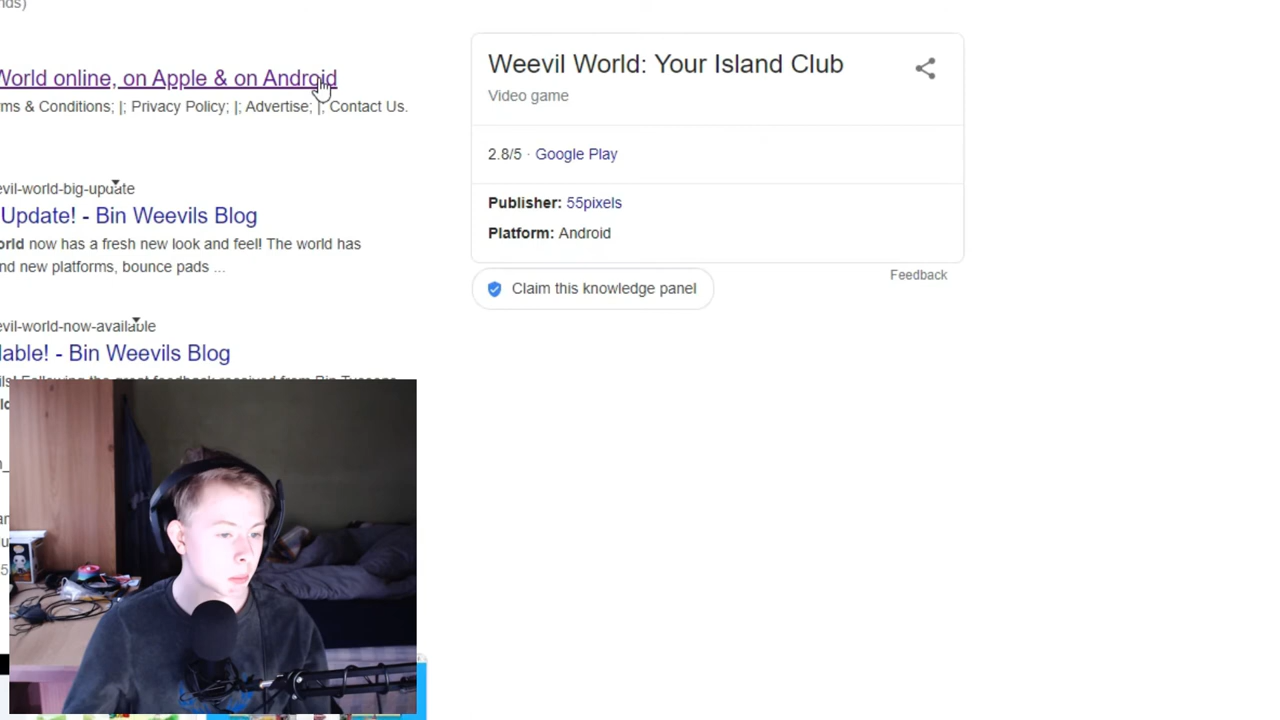 nds)
World online, on Apple & on Android
ms & Conditions; |; Privacy Policy; |; Advertise; |; Contact Us.
evil-world-big-update
Update! - Bin Weevils Blog
orld now has a fresh new look and feel! The world has
nd new platforms, bounce pads ...
evil-world-now-available
lable! - Bin Weevils Blog
Weevil World: Your Island Club
Video game
2.8/5 · Google Play
Publisher: 55pixels
Platform: Android
Feedback
Claim this knowledge panel